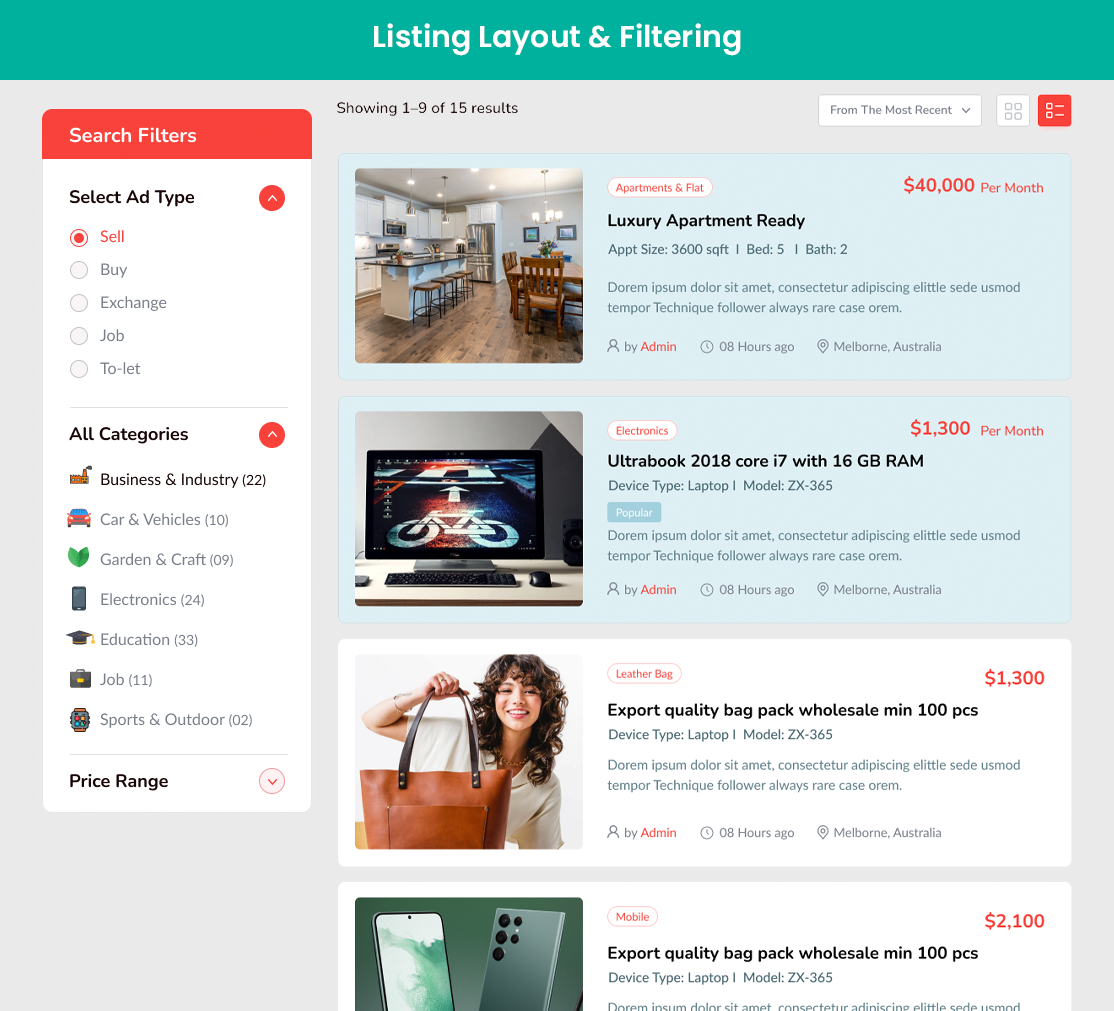 Listing Layout & Filtering
Search Filters
Select Ad Type
Sell
Buy
Exchange
Job
To-let
All Categories
Business & Industry (22)
Car & Vehicles (10)
Garden & Craft (09)
Electronics (24)
Education (33)
Job (11)
Sports & Outdoor (02)
Price Range
Showing 1–9 of 15 results
From The Most Recent
Apartments & Flat
$40,000 Per Month
Luxury Apartment Ready
Appt Size: 3600 sqft I Bed: 5 I Bath: 2
Dorem ipsum dolor sit amet, consectetur adipiscing elittle sede usmod
tempor Technique follower always rare case orem.
by Admin 08 Hours ago Melborne, Australia
Electronics
$1,300 Per Month
Ultrabook 2018 core i7 with 16 GB RAM
Device Type: Laptop I Model: ZX-365
Popular
Dorem ipsum dolor sit amet, consectetur adipiscing elittle sede usmod
tempor Technique follower always rare case orem.
by Admin 08 Hours ago Melborne, Australia
Leather Bag
$1,300
Export quality bag pack wholesale min 100 pcs
Device Type: Laptop I Model: ZX-365
Dorem ipsum dolor sit amet, consectetur adipiscing elittle sede usmod
tempor Technique follower always rare case orem.
by Admin 08 Hours ago Melborne, Australia
Mobile
$2,100
Export quality bag pack wholesale min 100 pcs
Device Type: Laptop I Model: ZX-365
Dorem ipsum dolor sit amet, consectetur adipiscing elittle sede usmod